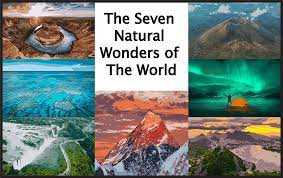 The Seven
Natural
Wonders of
The World